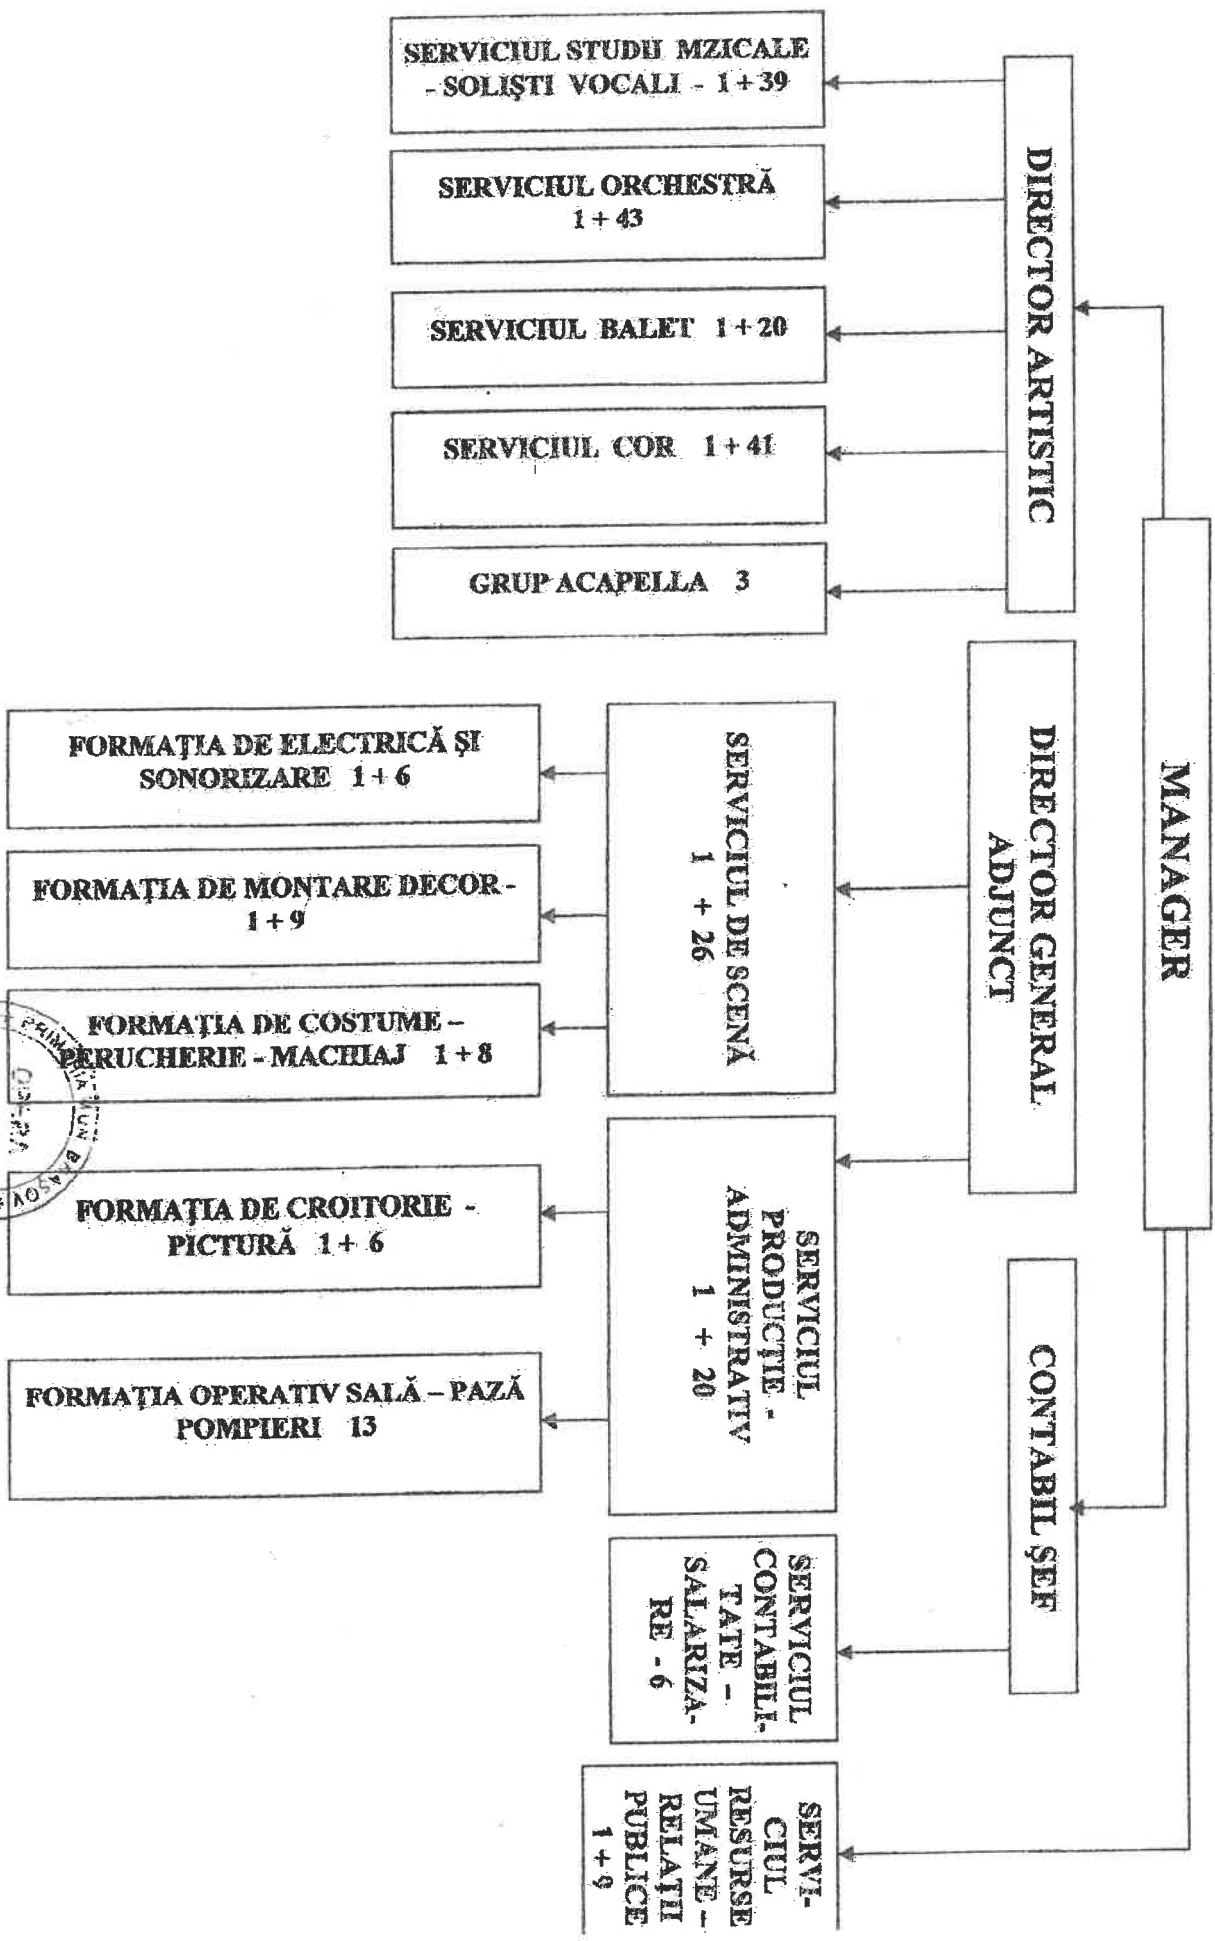 MANAGER
DIRECTOR ARTISTIC
DIRECTOR GENERAL
ADJUNCT
CONTABIL ŞEF
SERVICIUL STUDII MZICALE
- SOLIŞTI VOCALI - 1 + 39
SERVICIUL ORCHESTRĂ
1 + 43
SERVICIUL BALET 1 + 20
SERVICIUL COR 1 + 41
GRUP ACAPELLA 3
SERVICIUL DE SCENĂ
1 + 26
SERVICIUL
PRODUCŢIE -
ADMINISTRATIV
1 + 20
SERVICIUL
CONTABILI-
TATE –
SALARIZA-
RE - 6
SERVI-
CIUL
RESURSE
UMANE –
RELAŢII
PUBLICE
1 + 9
FORMAŢIA DE ELECTRICĂ ŞI
SONORIZARE 1 + 6
FORMAŢIA DE MONTARE DECOR -
1 + 9
FORMAŢIA DE COSTUME –
PERUCHERIE - MACHIAJ 1 + 8
FORMAŢIA DE CROITORIE -
PICTURĂ 1 + 6
FORMAŢIA OPERATIV SALĂ – PAZĂ
POMPIERI 13
BRAŞOV
OPERA